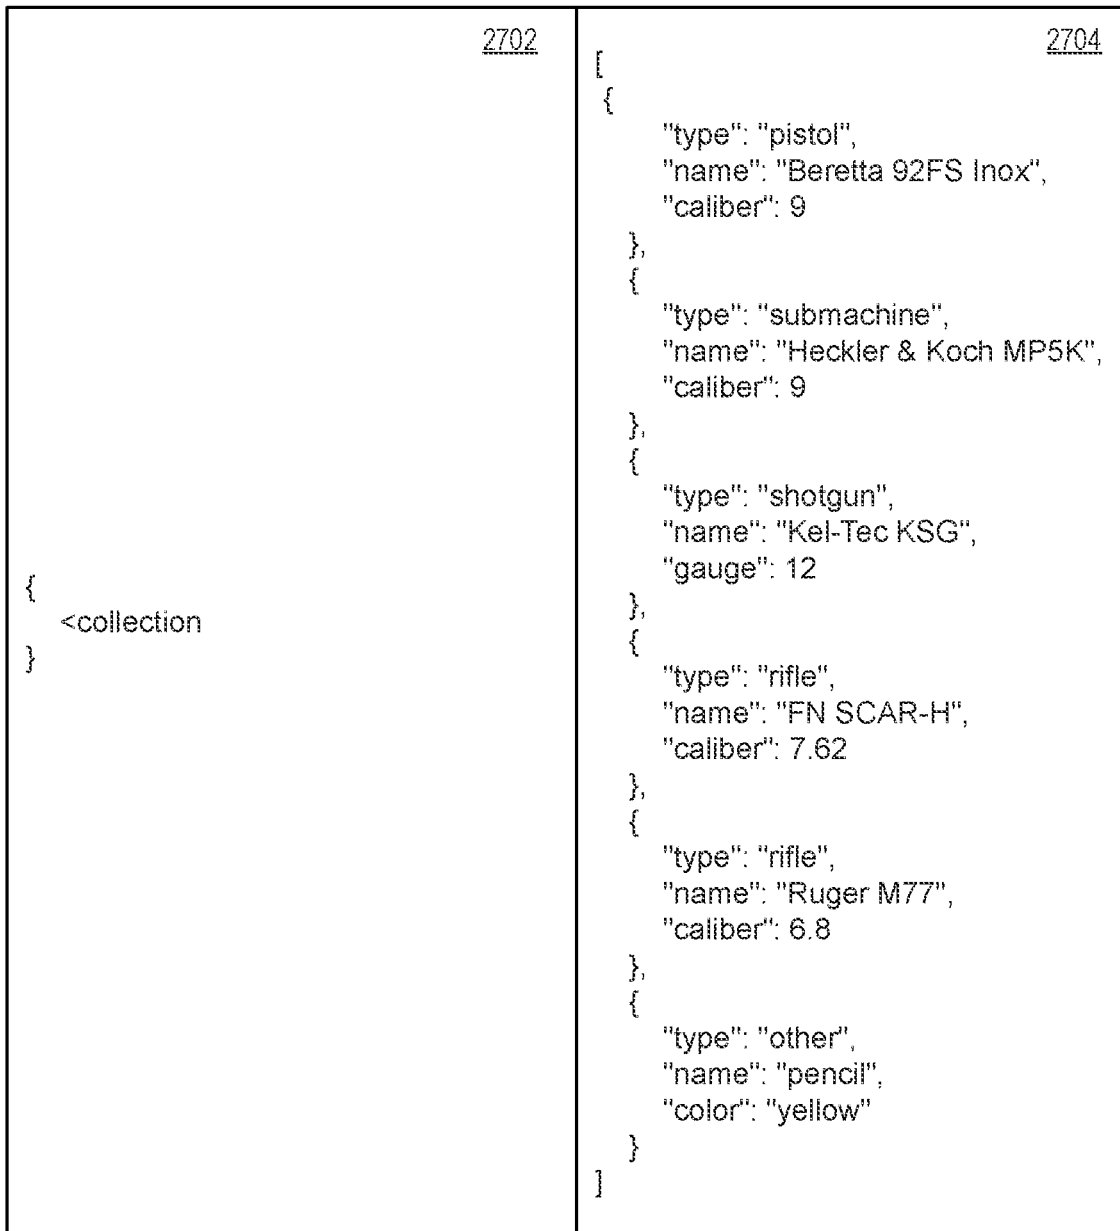 2702
{
<collection
}
2704
[
{
"type": "pistol",
"name": "Beretta 92FS Inox",
"caliber": 9
},
{
"type": "submachine",
"name": "Heckler & Koch MP5K",
"caliber": 9
},
{
"type": "shotgun",
"name": "Kel-Tec KSG",
"gauge": 12
},
{
"type": "rifle",
"name": "FN SCAR-H",
"caliber": 7.62
},
{
"type": "rifle",
"name": "Ruger M77",
"caliber": 6.8
},
{
"type": "other",
"name": "pencil",
"color": "yellow"
}
]